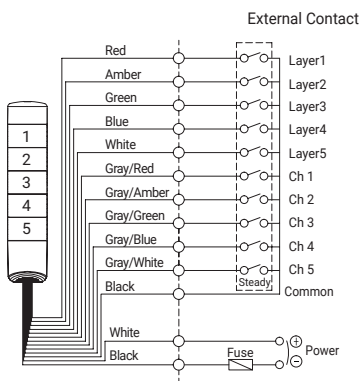 External Contact
Red Layer1
Amber Layer2
Green Layer3
Blue Layer4
White Layer5
Gray/Red Ch 1
Gray/Amber Ch 2
Gray/Green Ch 3
Gray/Blue Ch 4
Gray/White Ch 5
Steady
Black Common
White
Black Fuse Power
+
-
1
2
3
4
5